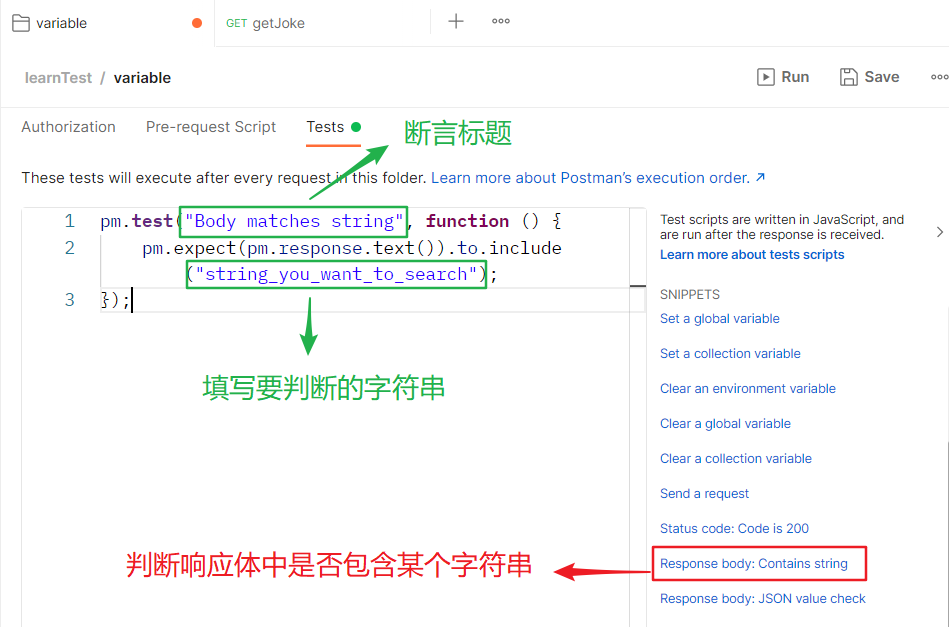 variable
GET getJoke
learnTest / variable
Run
Save
Authorization
Pre-request Script
Tests
断言标题
These tests will execute after every request in this folder. Learn more about Postman's execution order. ↗
1 pm.test("Body matches string", function () {
2 pm.expect(pm.response.text()).to.include
("string_you_want_to_search");
3 });
填写要判断的字符串
判断响应体中是否包含某个字符串
Test scripts are written in JavaScript, and
are run after the response is received.
Learn more about tests scripts
SNIPPETS
Set a global variable
Set a collection variable
Clear an environment variable
Clear a global variable
Clear a collection variable
Send a request
Status code: Code is 200
Response body: Contains string
Response body: JSON value check